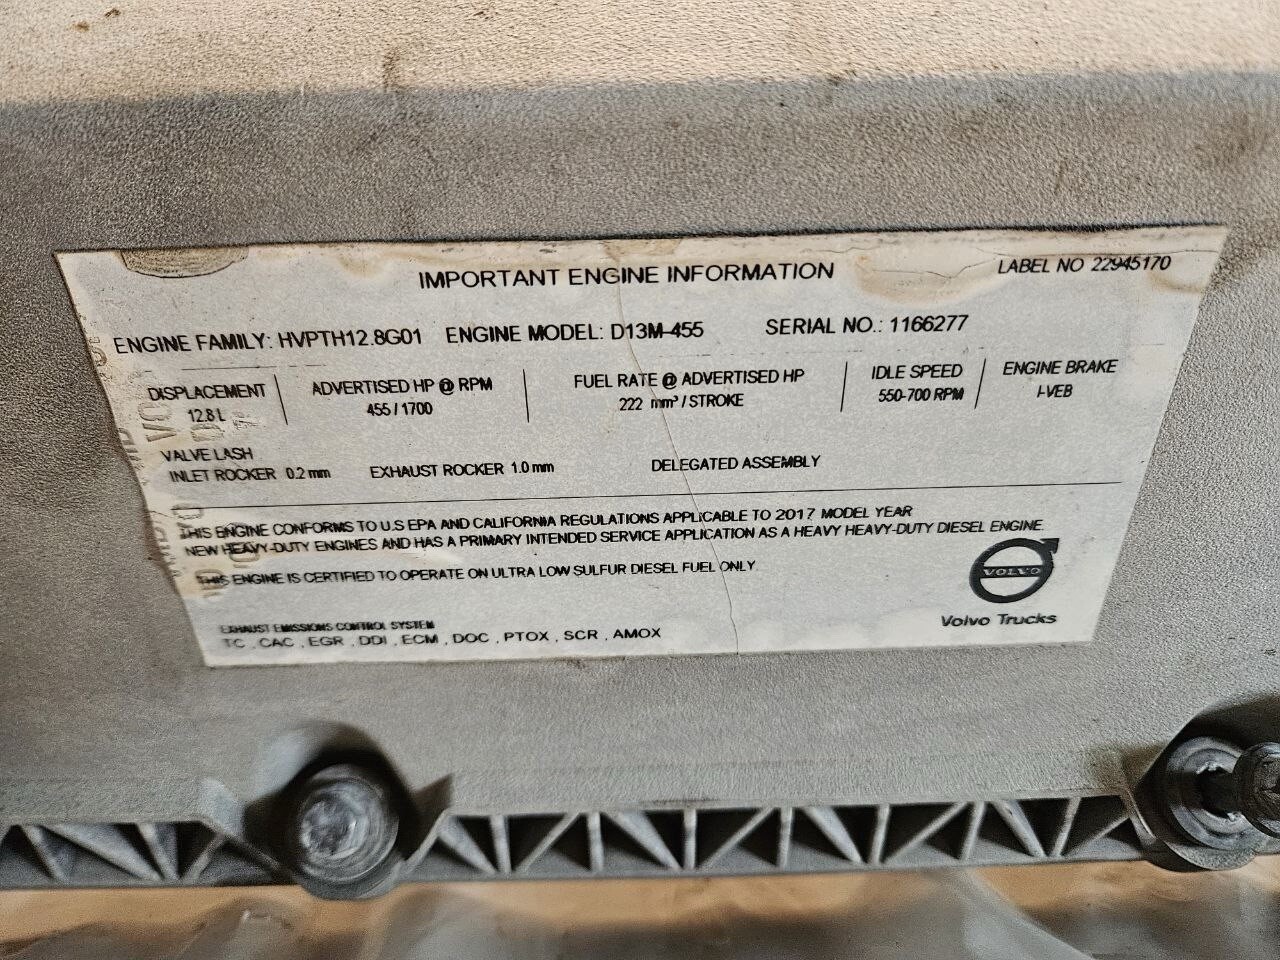 IMPORTANT ENGINE INFORMATION
LABEL NO 22945170
ENGINE FAMILY: HVPTH12.8G01 ENGINE MODEL: D13M-455 SERIAL NO.: 1166277
DISPLACEMENT ADVERTISED HP @ RPM FUEL RATE @ ADVERTISED HP IDLE SPEED ENGINE BRAKE
12.8 L 455 / 1700 222 mm³ / STROKE 550-700 RPM I-VEB
VALVE LASH
INLET ROCKER 0.2 mm EXHAUST ROCKER 1.0 mm DELEGATED ASSEMBLY
THIS ENGINE CONFORMS TO U.S EPA AND CALIFORNIA REGULATIONS APPLICABLE TO 2017 MODEL YEAR
NEW HEAVY-DUTY ENGINES AND HAS A PRIMARY INTENDED SERVICE APPLICATION AS A HEAVY HEAVY-DUTY DIESEL ENGINE.
THIS ENGINE IS CERTIFIED TO OPERATE ON ULTRA LOW SULFUR DIESEL FUEL ONLY
VOLVO
Volvo Trucks
EXHAUST EMISSIONS CONTROL SYSTEM
TC , CAC , EGR , DDI , ECM , DOC , PTOX , SCR , AMOX